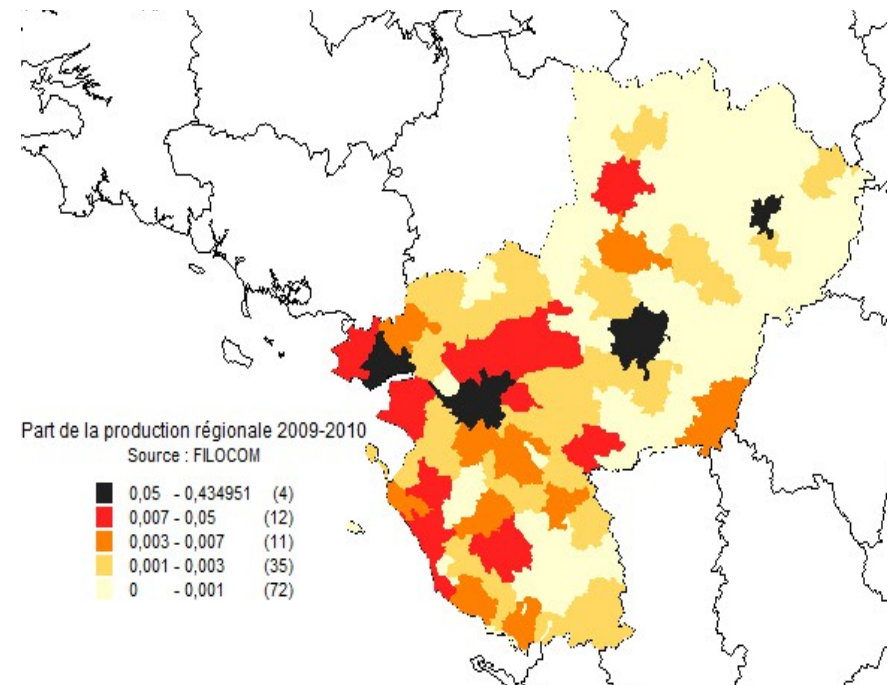 Part de la production régionale 2009-2010
Source : FILOCOM
0,05 - 0,434951 (4)
0,007 - 0,05 (12)
0,003 - 0,007 (11)
0,001 - 0,003 (35)
0 - 0,001 (72)